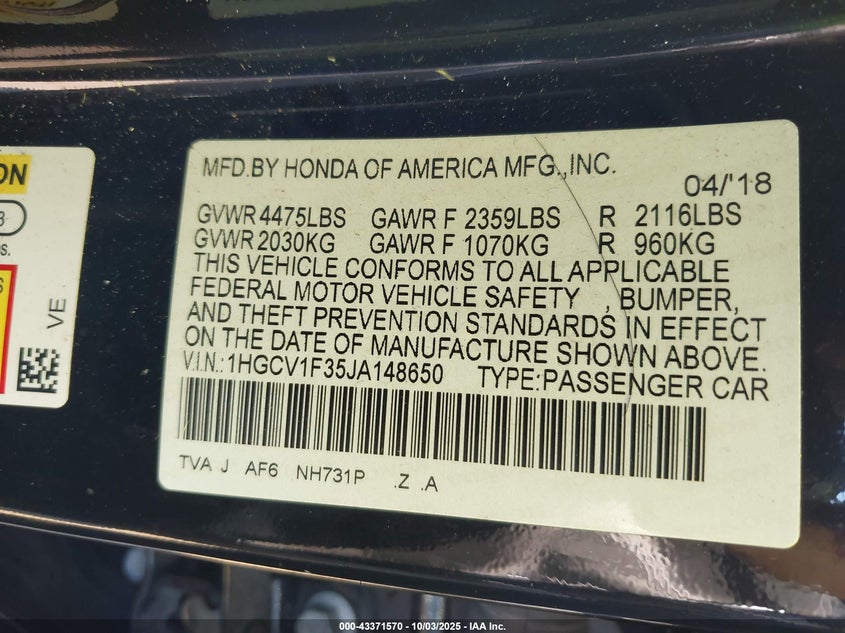 ON
3
OS.
S
VE
MFD.BY HONDA OF AMERICA MFG.,INC.
04/'18
GVWR 4475LBS GAWR F 2359LBS R 2116LBS
GVWR 2030KG GAWR F 1070KG R 960KG
THIS VEHICLE CONFORMS TO ALL APPLICABLE
FEDERAL MOTOR VEHICLE SAFETY , BUMPER,
AND THEFT PREVENTION STANDARDS IN EFFECT
ON THE DATE OF MANUFACTURE SHOWN ABOVE.
V.I.N.:1HGCV1F35JA148650 TYPE:PASSENGER CAR
TVA J AF6 NH731P .Z .A
000-43371570 - 10/03/2025 - IAA Inc.